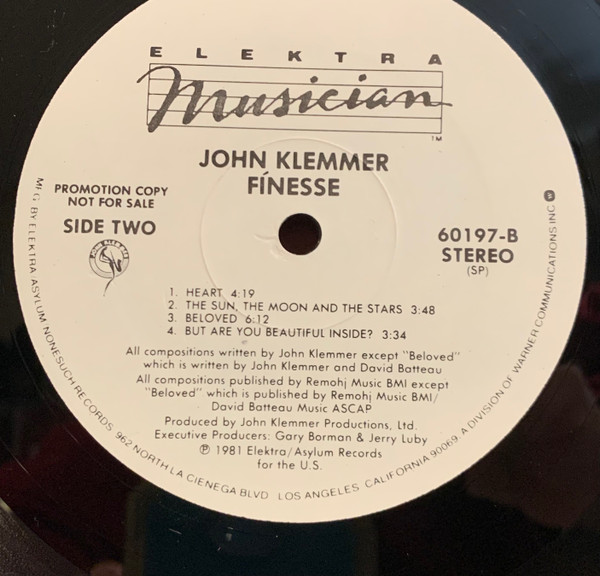 ELEKTRA
Musician
TM
JOHN KLEMMER
FÍNESSE
PROMOTION COPY
NOT FOR SALE
SIDE TWO
60197-B
STEREO
(SP)
1. HEART 4:19
2. THE SUN, THE MOON AND THE STARS 3:48
3. BELOVED 6:12
4. BUT ARE YOU BEAUTIFUL INSIDE? 3:34
All compositions written by John Klemmer except "Beloved"
which is written by John Klemmer and David Batteau
All compositions published by Remohj Music BMI except
"Beloved" which is published by Remohj Music BMI/
David Batteau Music ASCAP
Produced by John Klemmer Productions, Ltd.
Executive Producers: Gary Borman & Jerry Luby
℗ 1981 Elektra/Asylum Records
for the U.S.
MFG. BY ELEKTRA/ASYLUM/NONESUCH RECORDS 962 NORTH LA CIENEGA BLVD LOS ANGELES, CALIFORNIA 90069. A DIVISION OF WARNER COMMUNICATIONS INC